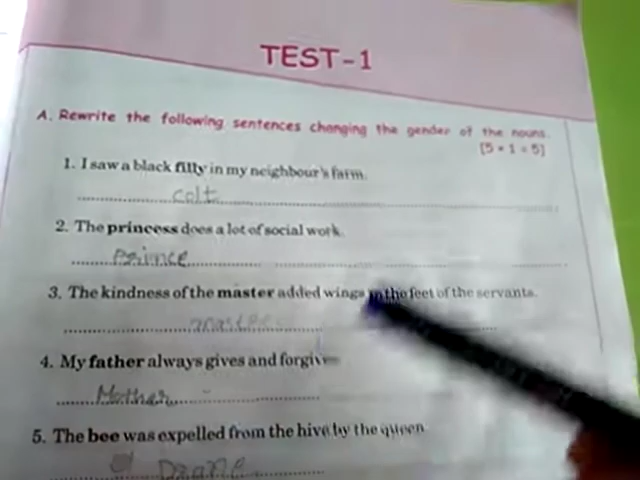 TEST-1
A. Rewrite the following sentences changing the gender of the nouns.
[5 × 1 = 5]
1. I saw a black filly in my neighbour's farm.
colt
2. The princess does a lot of social work.
Prince
3. The kindness of the master added wings the feet of the servants.
4. My father always gives and
Mother
5. The bee was expelled from the hive by the queen